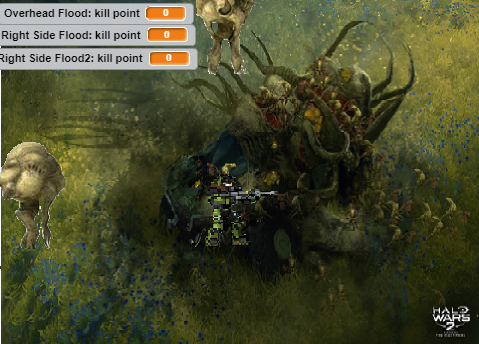 Overhead Flood: kill point 0
Right Side Flood: kill point 0
Right Side Flood2: kill point 0
HALO
WARS
2